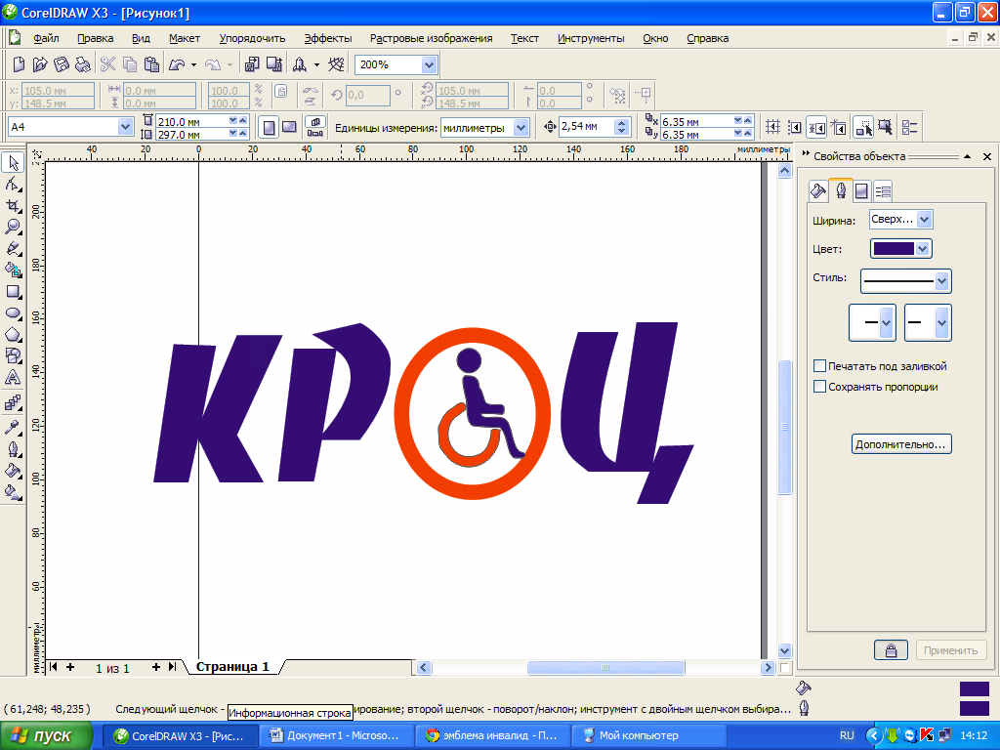 CorelDRAW X3 - [Рисунок1]
Файл Правка Вид Макет Упорядочить Эффекты Растровые изображения Текст Инструменты Окно Справка
200%
x: 105.0 мм 0.0 мм 100.0 % 0,0 ° 105.0 мм 0.0 °
y: 148.5 мм 0.0 мм 100.0 % 148.5 мм 0.0 °
A4 210.0 мм 297.0 мм Единицы измерения: миллиметры 2,54 мм 6.35 мм 6.35 мм
40 20 0 20 40 60 80 100 120 140 160 180 миллиметры
200
180
160
140
120
100
80
60
миллиметры
КР Ц
Свойства объекта
Ширина: Сверх...
Цвет:
Стиль:
Печатать под заливкой
Сохранять пропорции
Дополнительно...
Применить
1 из 1 Страница 1
( 61,248; 48,235 ) Следующий щелчок - ирование; второй щелчок - поворот/наклон; инструмент с двойным щелчком выбира...
Информационная строка
пуск CorelDRAW X3 - [Рис... Документ1 - Microso... эмблема инвалид - П... Мой компьютер RU 14:12